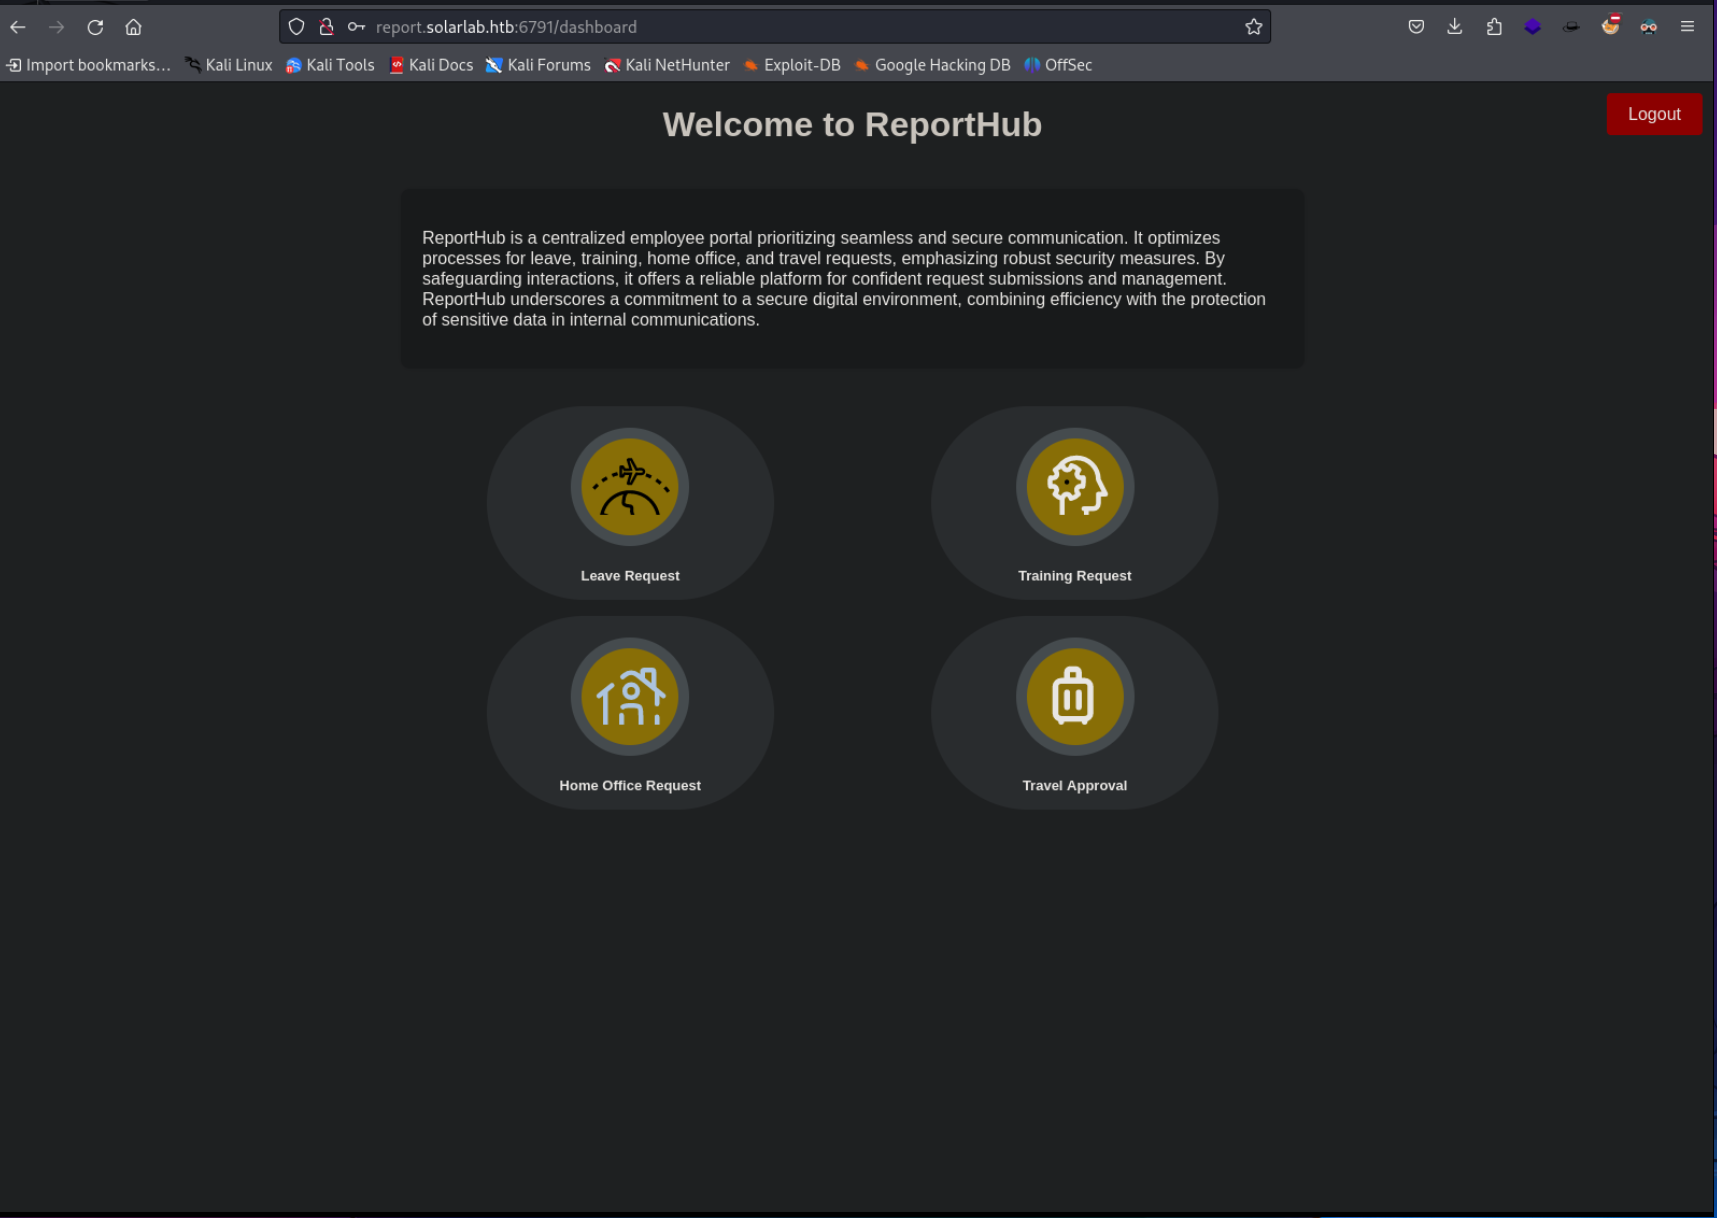 report.solarlab.htb:6791/dashboard
Import bookmarks... Kali Linux Kali Tools Kali Docs Kali Forums Kali NetHunter Exploit-DB Google Hacking DB OffSec
Logout
Welcome to ReportHub
ReportHub is a centralized employee portal prioritizing seamless and secure communication. It optimizes
processes for leave, training, home office, and travel requests, emphasizing robust security measures. By
safeguarding interactions, it offers a reliable platform for confident request submissions and management.
ReportHub underscores a commitment to a secure digital environment, combining efficiency with the protection
of sensitive data in internal communications.
Leave Request
Training Request
Home Office Request
Travel Approval